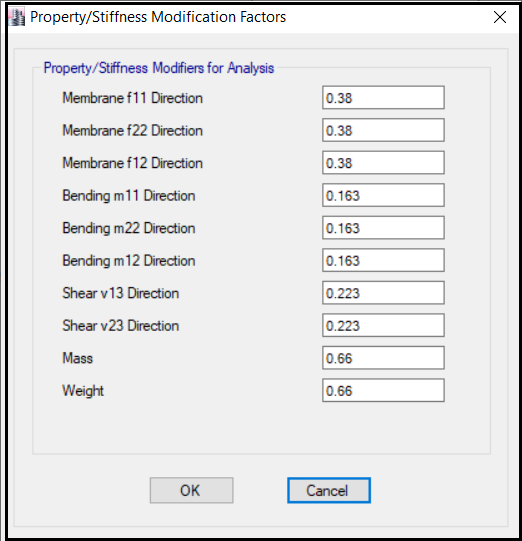 Property/Stiffness Modification Factors
Property/Stiffness Modifiers for Analysis
Membrane f11 Direction 0.38
Membrane f22 Direction 0.38
Membrane f12 Direction 0.38
Bending m11 Direction 0.163
Bending m22 Direction 0.163
Bending m12 Direction 0.163
Shear v13 Direction 0.223
Shear v23 Direction 0.223
Mass 0.66
Weight 0.66
OK Cancel